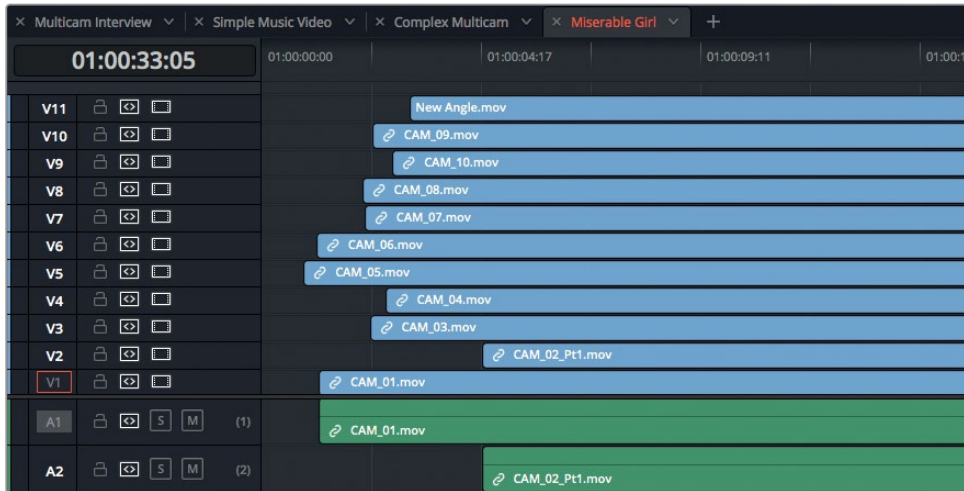 Multicam Interview Simple Music Video Complex Multicam Miserable Girl
01:00:33:05 01:00:00:00 01:00:04:17 01:00:09:11 01:00:1
V11 New Angle.mov
V10 CAM_09.mov
V9 CAM_10.mov
V8 CAM_08.mov
V7 CAM_07.mov
V6 CAM_06.mov
V5 CAM_05.mov
V4 CAM_04.mov
V3 CAM_03.mov
V2 CAM_02_Pt1.mov
V1 CAM_01.mov
A1 S M (1)
CAM_01.mov
A2 S M (2)
CAM_02_Pt1.mov